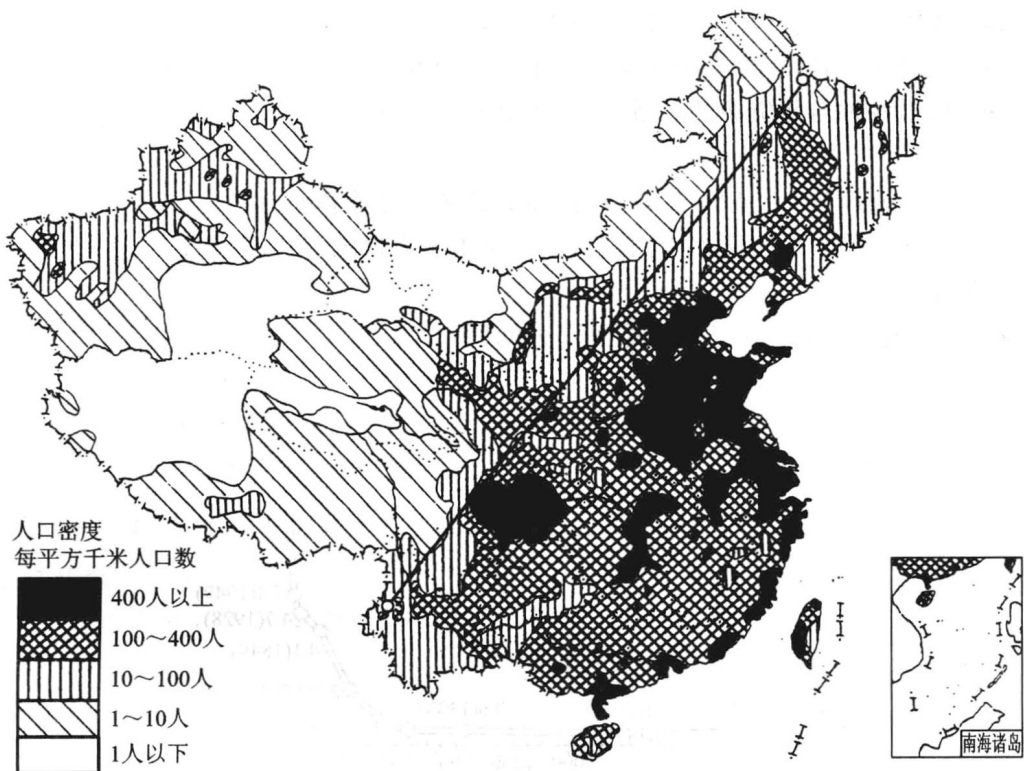 人口密度
每平方千米人口数
400人以上
100～400人
10～100人
1～10人
1人以下
南海诸岛